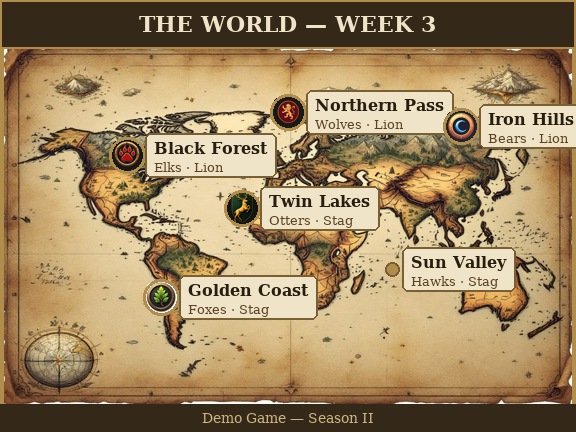 THE WORLD — WEEK 3
Northern Pass
Wolves · Lion
Iron Hills
Bears · Lion
Black Forest
Elks · Lion
Twin Lakes
Otters · Stag
Sun Valley
Hawks · Stag
Golden Coast
Foxes · Stag
Demo Game — Season II